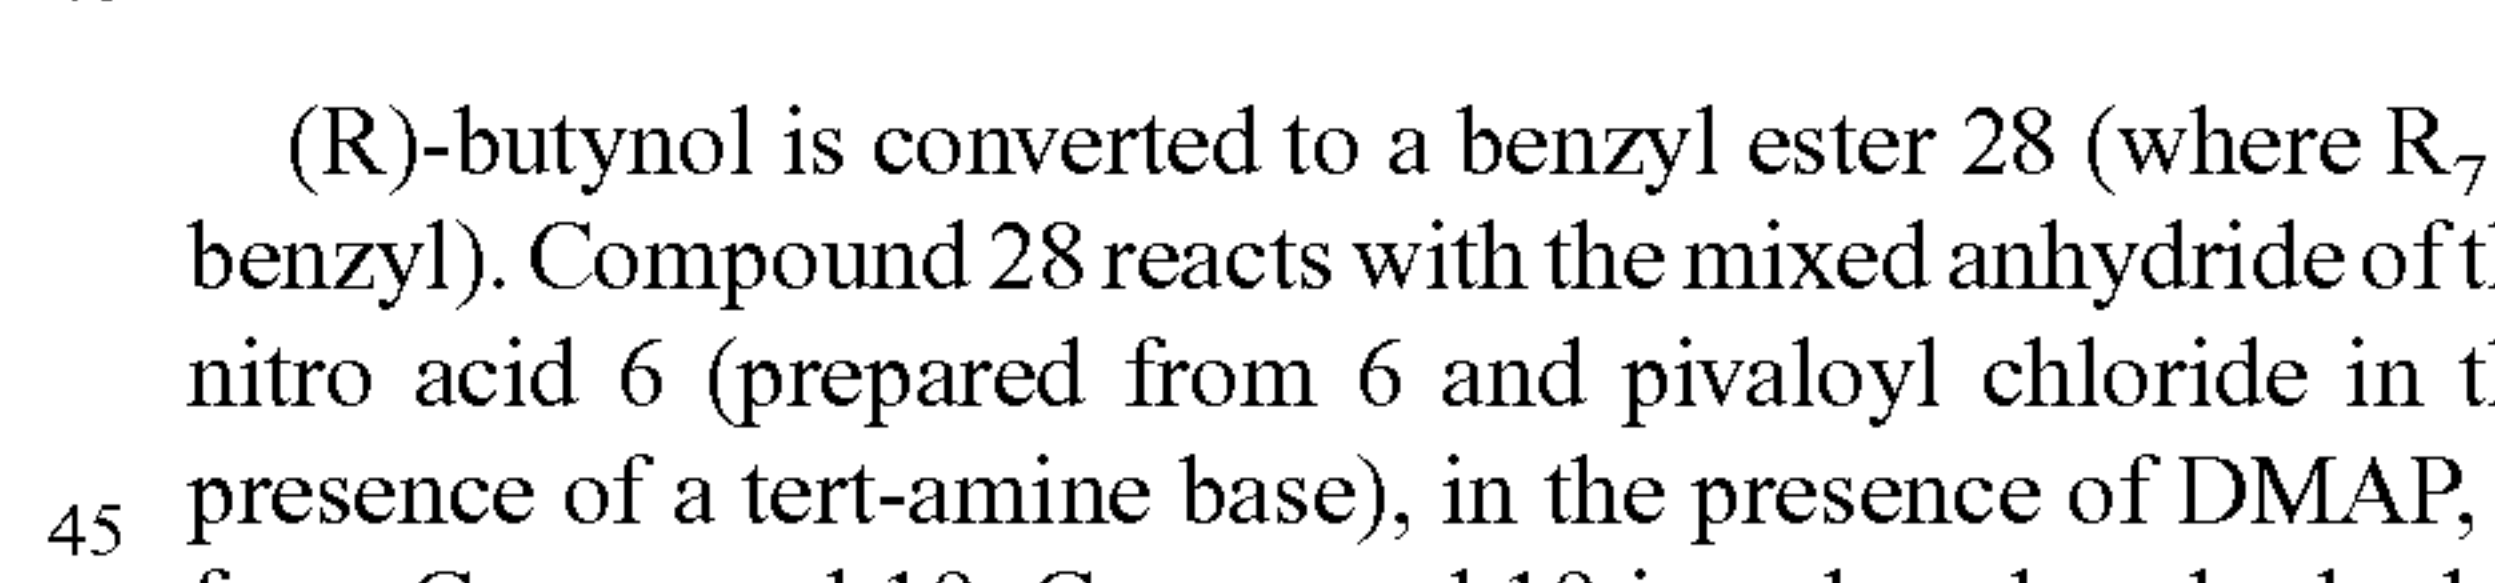 (R)-butynol is converted to a benzyl ester 28 (where R₇
benzyl). Compound 28 reacts with the mixed anhydride of
nitro acid 6 (prepared from 6 and pivaloyl chloride in
45 presence of a tert-amine base), in the presence of DMAP,